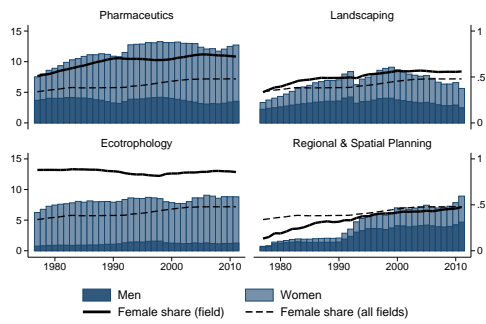 Pharmaceutics
Landscaping
15
10
5
0
1
.5
0
Ecotrophology
Regional & Spatial Planning
15
10
5
0
1
.5
0
1980 1990 2000 2010
1980 1990 2000 2010
Men Women
Female share (field) Female share (all fields)